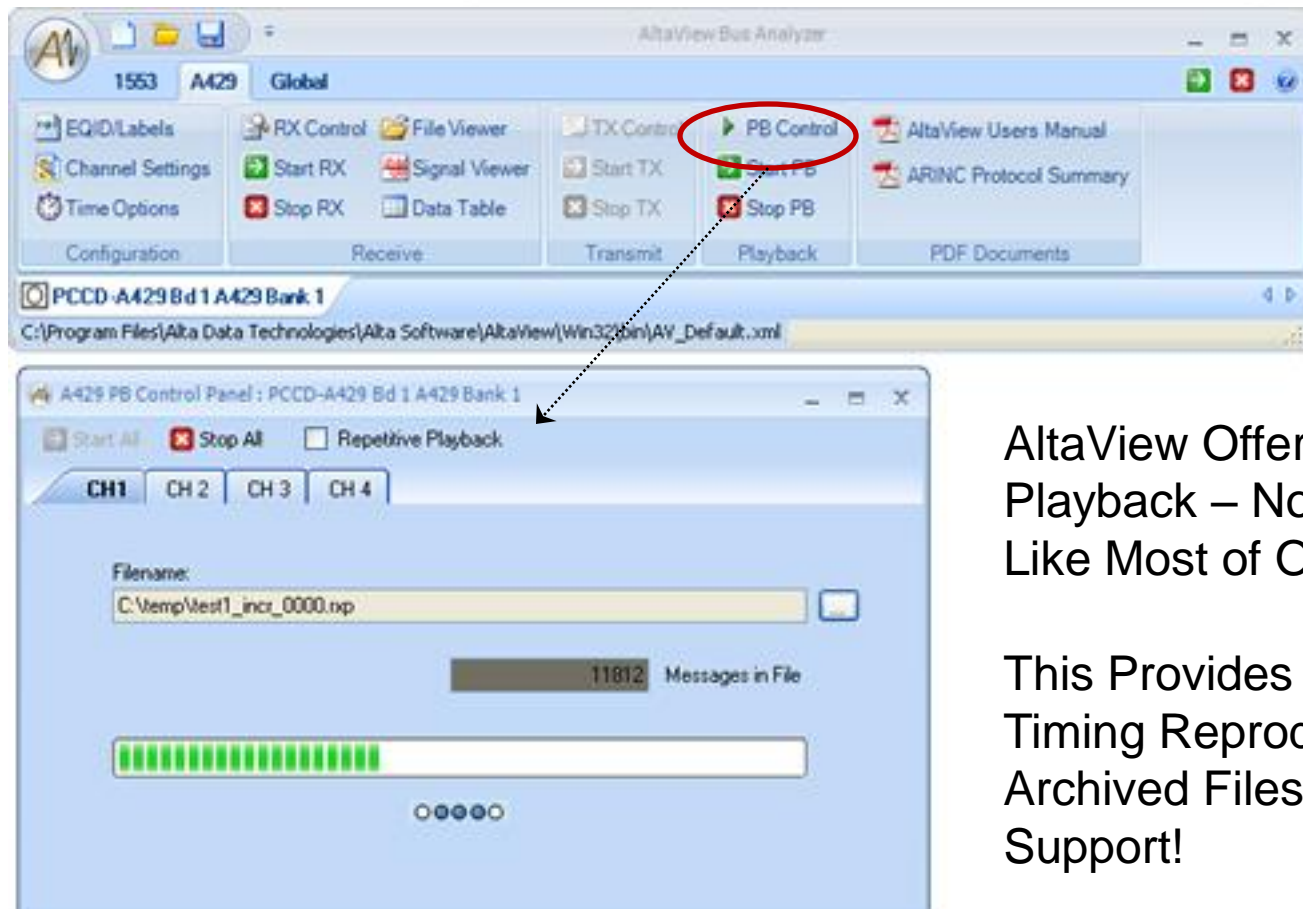 AltaView Bus Analyzer
1553 A429 Global
EQID/Labels RX Control File Viewer TX Control PB Control AltaView Users Manual
Channel Settings Start RX Signal Viewer Start TX Start PB ARINC Protocol Summary
Time Options Stop RX Data Table Stop TX Stop PB
Configuration Receive Transmit Playback PDF Documents
PCCD-A429 Bd 1 A429 Bank 1
C:\Program Files\Alta Data Technologies\Alta Software\AltaView\Win32\bin\AV_Default.xml
A429 PB Control Panel : PCCD-A429 Bd 1 A429 Bank 1
Start All Stop All Repetitive Playback
CH1 CH 2 CH 3 CH 4
Filename:
C:\temp\test1_incr_0000.rxp
...
11812 Messages in File
AltaView Offer
Playback – No
Like Most of O
This Provides
Timing Reproc
Archived Files
Support!